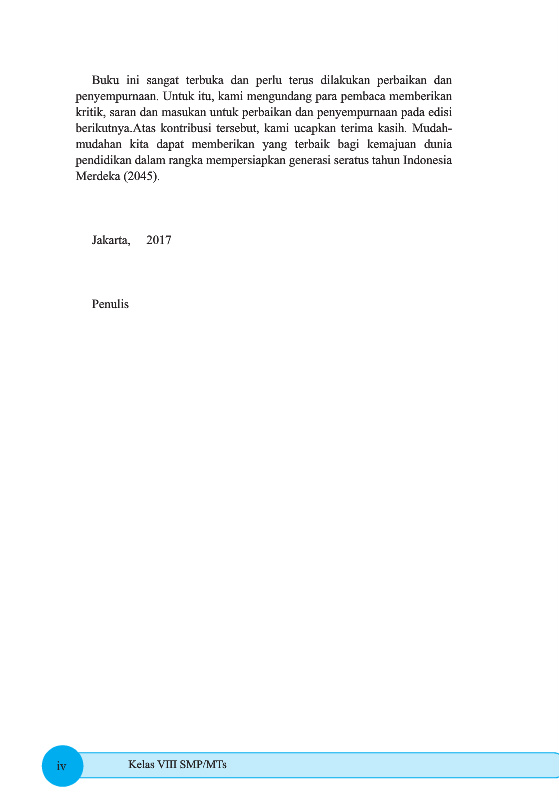 Buku ini sangat terbuka dan perlu terus dilakukan perbaikan dan
penyempurnaan. Untuk itu, kami mengundang para pembaca memberikan
kritik, saran dan masukan untuk perbaikan dan penyempurnaan pada edisi
berikutnya.Atas kontribusi tersebut, kami ucapkan terima kasih. Mudah-
mudahan kita dapat memberikan yang terbaik bagi kemajuan dunia
pendidikan dalam rangka mempersiapkan generasi seratus tahun Indonesia
Merdeka (2045).
Jakarta, 2017
Penulis
iv Kelas VIII SMP/MTs